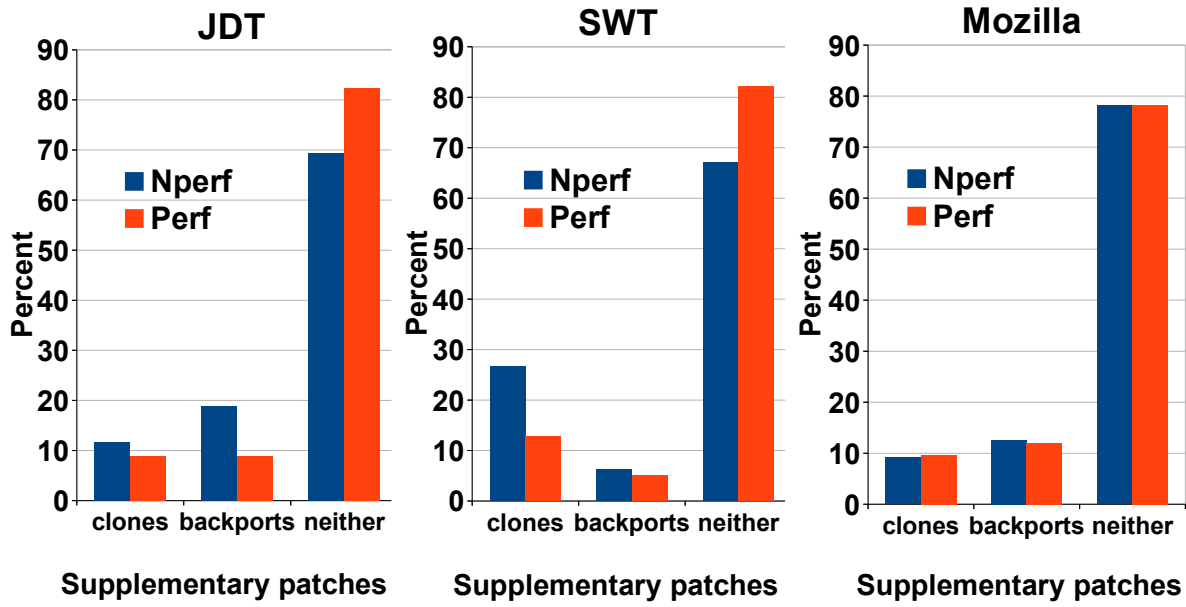 JDT
90
80
70
60
50
40
30
20
10
0
Percent
Nperf
Perf
clones backports neither
Supplementary patches
SWT
90
80
70
60
50
40
30
20
10
0
Percent
Nperf
Perf
clones backports neither
Supplementary patches
Mozilla
90
80
70
60
50
40
30
20
10
0
Percent
Nperf
Perf
clones backports neither
Supplementary patches